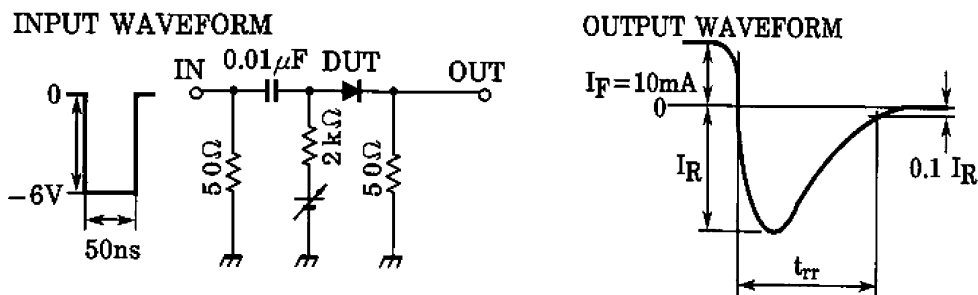 INPUT WAVEFORM
0
−6V
50ns
IN
0.01μF
DUT
OUT
50Ω
2kΩ
50Ω
OUTPUT WAVEFORM
I_F=10mA
0
I_R
0.1 I_R
t_rr